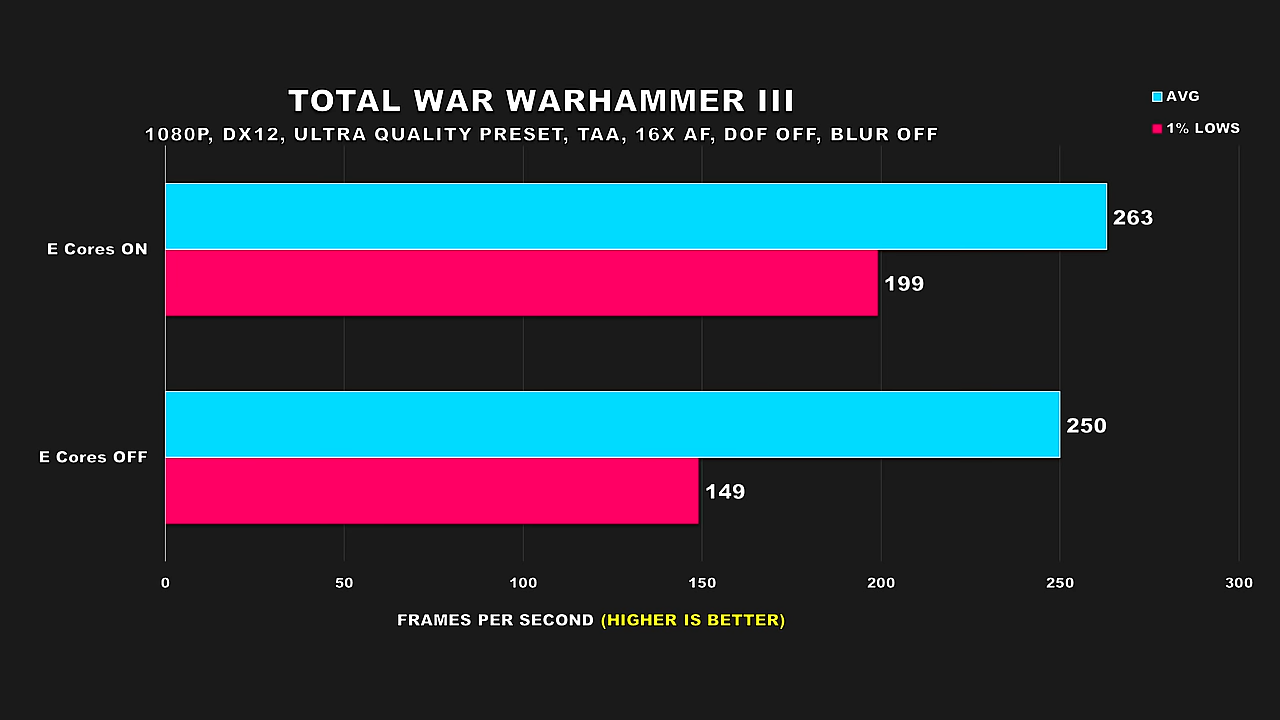 TOTAL WAR WARHAMMER III
1080P, DX12, ULTRA QUALITY PRESET, TAA, 16X AF, DOF OFF, BLUR OFF
AVG
1% LOWS
E Cores ON
263
199
E Cores OFF
250
149
0 50 100 150 200 250 300
FRAMES PER SECOND (HIGHER IS BETTER)